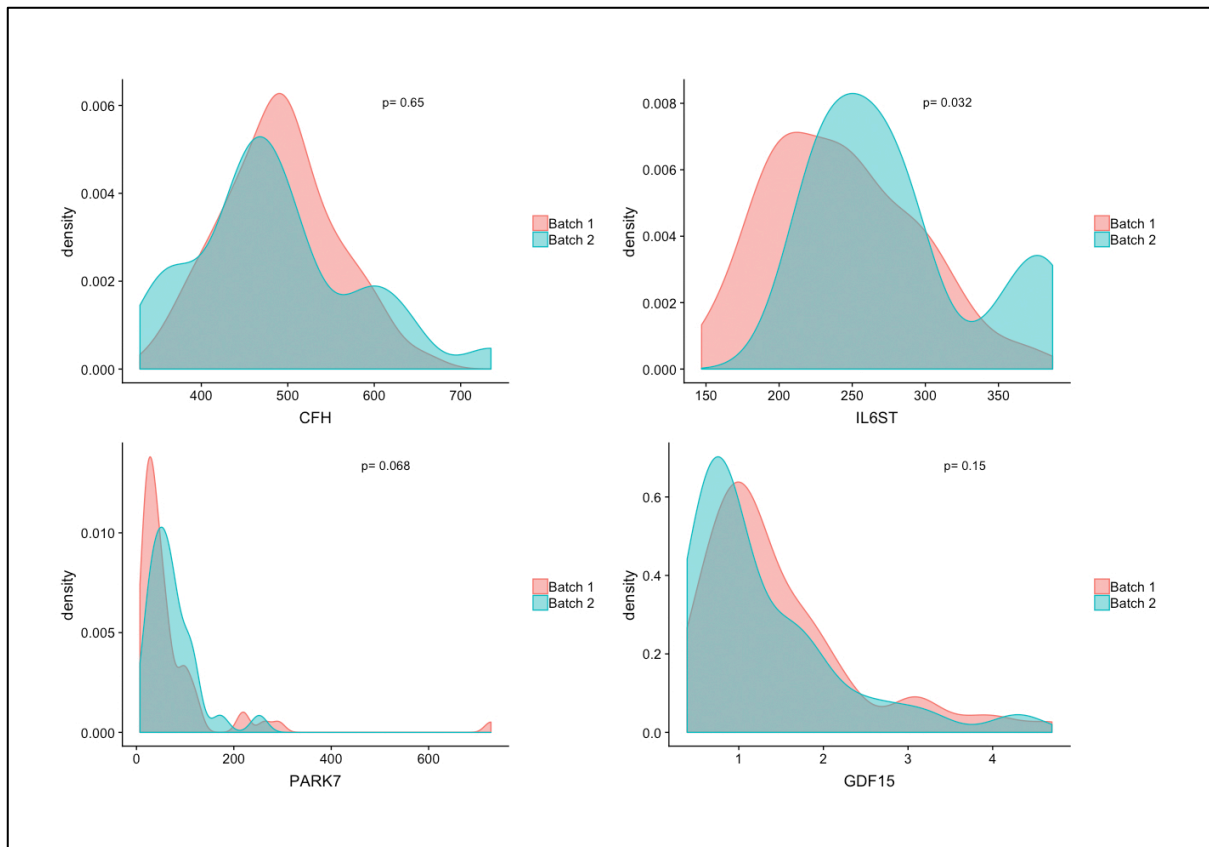 p= 0.65
density
0.006
0.004
0.002
0.000
400 500 600 700
CFH
Batch 1
Batch 2
p= 0.032
density
0.008
0.006
0.004
0.002
0.000
150 200 250 300 350
IL6ST
Batch 1
Batch 2
p= 0.068
density
0.010
0.005
0.000
0 200 400 600
PARK7
Batch 1
Batch 2
p= 0.15
density
0.6
0.4
0.2
0.0
1 2 3 4
GDF15
Batch 1
Batch 2